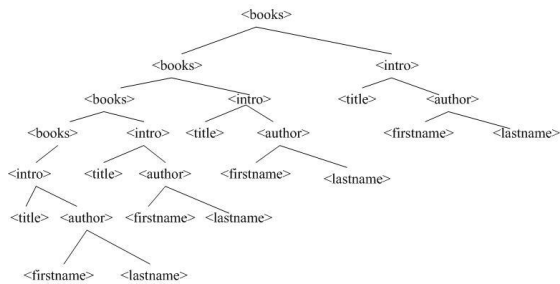 <books>
<books> <intro>
<books> <intro> <title> <author>
<books> <intro> <title> <author> <firstname> <lastname>
<intro> <title> <author> <firstname> <lastname>
<title> <author> <firstname> <lastname>
<firstname> <lastname>